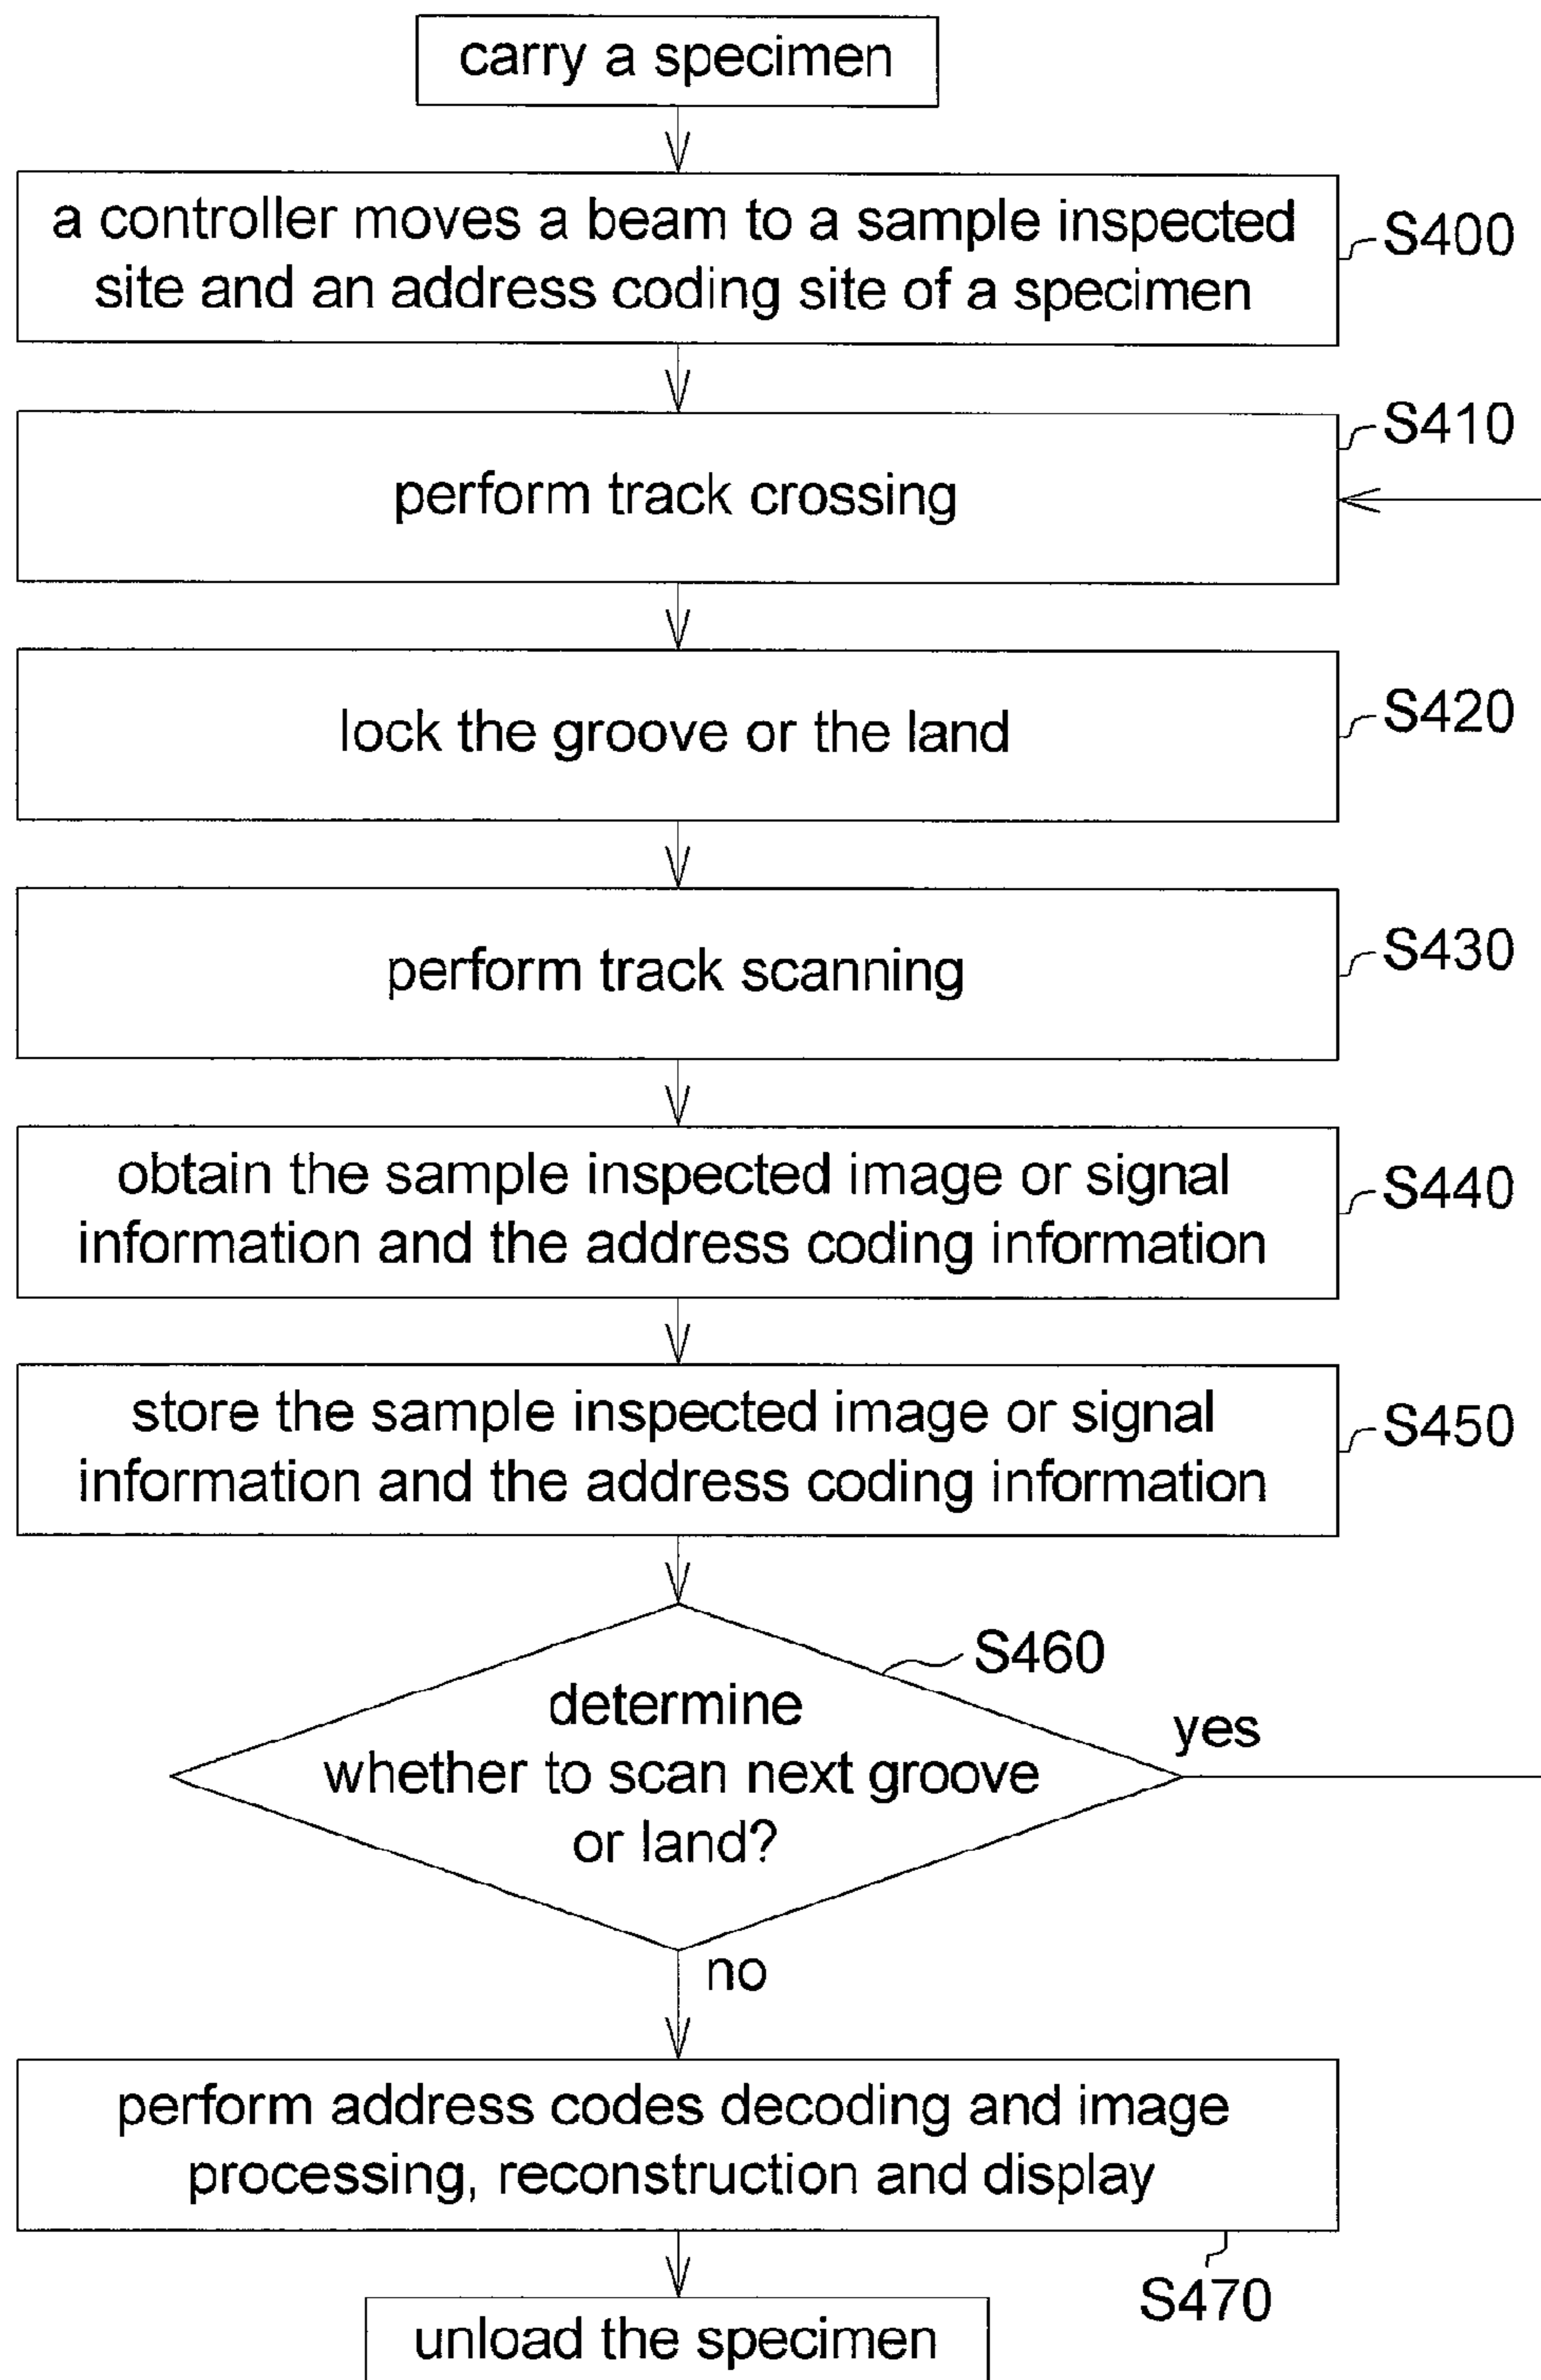 carry a specimen
a controller moves a beam to a sample inspected
site and an address coding site of a specimen
S400
S410
perform track crossing
lock the groove or the land
S420
perform track scanning
S430
obtain the sample inspected image or signal
information and the address coding information
S440
store the sample inspected image or signal
information and the address coding information
S450
S460
determine
whether to scan next groove
or land?
yes
no
perform address codes decoding and image
processing, reconstruction and display
S470
unload the specimen